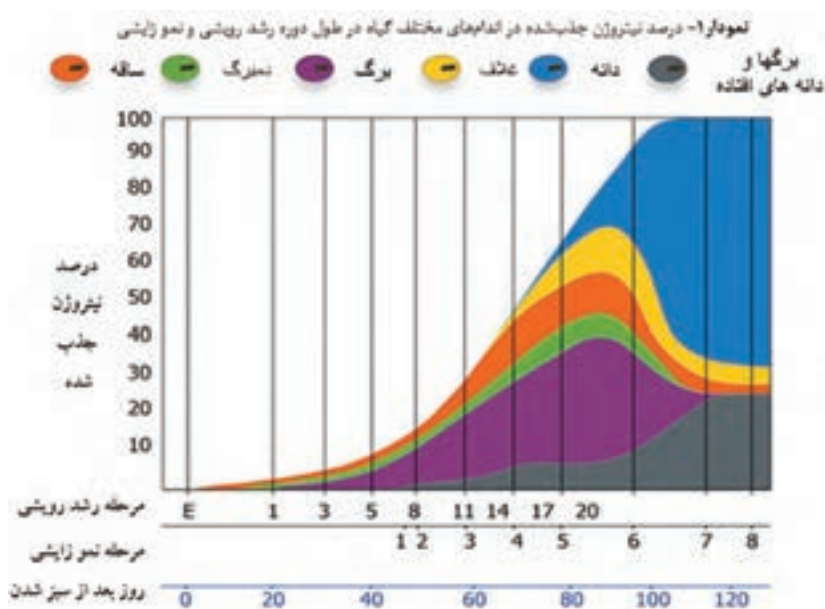 نمودار۱- درصد نیتروژن جذب‌شده در اندام‌های مختلف گیاه در طول دوره رشد رویشی و نمو زایشی
برگها و دانه های افتاده
دانه
غلاف
برگ
دمبرگ
ساقه
100
90
80
70
60
50
40
30
20
10
درصد
نیتروژن
جذب
شده
مرحله رشد رویشی E 1 3 5 8 11 14 17 20
مرحله نمو زایشی 1 2 3 4 5 6 7 8
روز بعد از سبز شدن 0 20 40 60 80 100 120